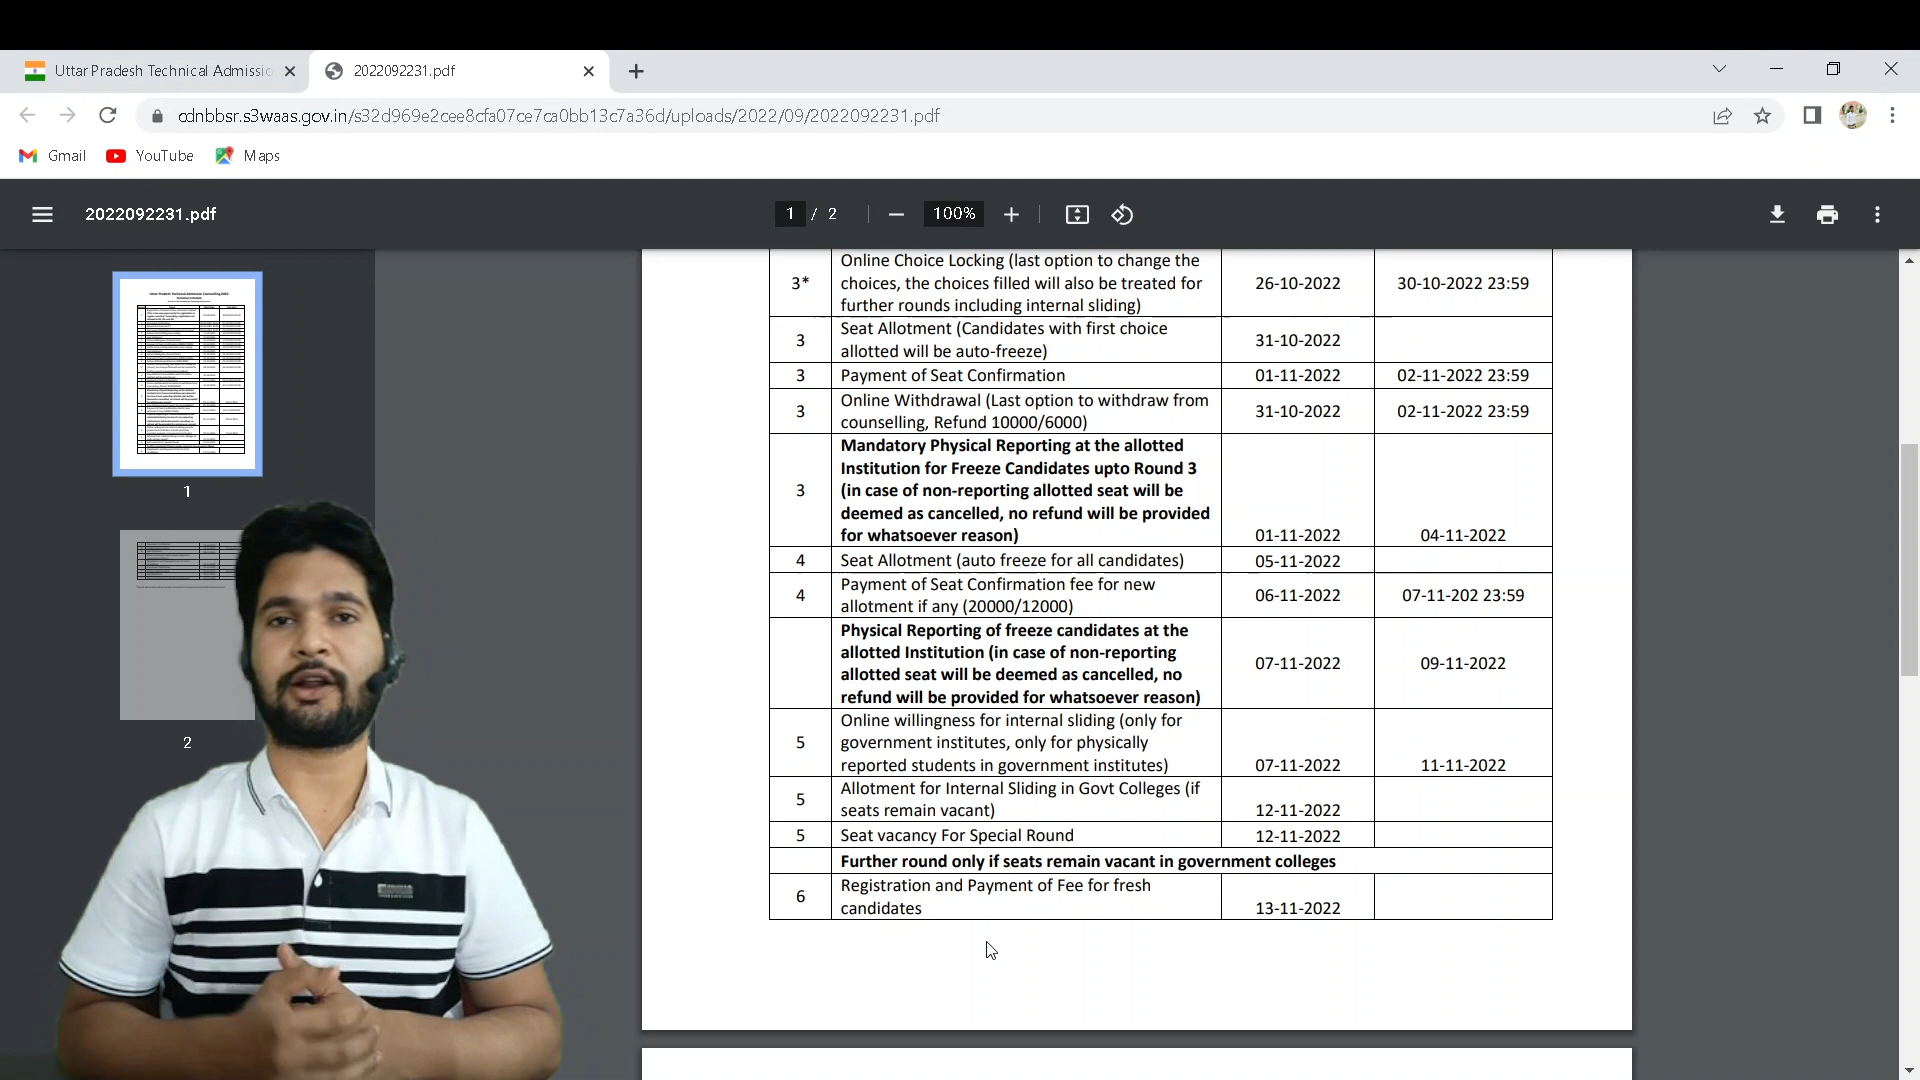 Uttar Pradesh Technical Admissio
2022092231.pdf
cdnbbsr.s3waas.gov.in/s32d969e2cee8cfa07ce7ca0bb13c7a36d/uploads/2022/09/2022092231.pdf
Gmail YouTube Maps
2022092231.pdf 1 / 2 100%
1
2
3* Online Choice Locking (last option to change the
choices, the choices filled will also be treated for 26-10-2022 30-10-2022 23:59
further rounds including internal sliding)
3 Seat Allotment (Candidates with first choice 31-10-2022
allotted will be auto-freeze)
3 Payment of Seat Confirmation 01-11-2022 02-11-2022 23:59
3 Online Withdrawal (Last option to withdraw from 31-10-2022 02-11-2022 23:59
counselling, Refund 10000/6000)
Mandatory Physical Reporting at the allotted
Institution for Freeze Candidates upto Round 3
3 (in case of non-reporting allotted seat will be
deemed as cancelled, no refund will be provided
for whatsoever reason) 01-11-2022 04-11-2022
4 Seat Allotment (auto freeze for all candidates) 05-11-2022
4 Payment of Seat Confirmation fee for new 06-11-2022 07-11-202 23:59
allotment if any (20000/12000)
Physical Reporting of freeze candidates at the
allotted Institution (in case of non-reporting 07-11-2022 09-11-2022
allotted seat will be deemed as cancelled, no
refund will be provided for whatsoever reason)
Online willingness for internal sliding (only for
5 government institutes, only for physically
reported students in government institutes) 07-11-2022 11-11-2022
5 Allotment for Internal Sliding in Govt Colleges (if
seats remain vacant) 12-11-2022
5 Seat vacancy For Special Round 12-11-2022
Further round only if seats remain vacant in government colleges
6 Registration and Payment of Fee for fresh
candidates 13-11-2022